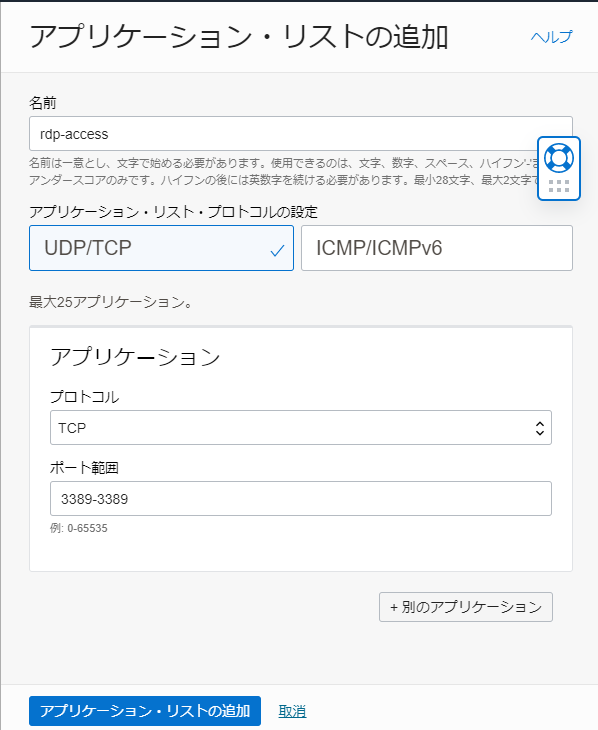 アプリケーション・リストの追加
ヘルプ
名前
rdp-access
名前は一意とし、文字で始める必要があります。使用できるのは、文字、数字、スペース、ハイフン'-'
アンダースコアのみです。ハイフンの後には英数字を続ける必要があります。最小28文字、最大2文字で
アプリケーション・リスト・プロトコルの設定
UDP/TCP
ICMP/ICMPv6
最大25アプリケーション。
アプリケーション
プロトコル
TCP
ポート範囲
3389-3389
例: 0-65535
+ 別のアプリケーション
アプリケーション・リストの追加
取消